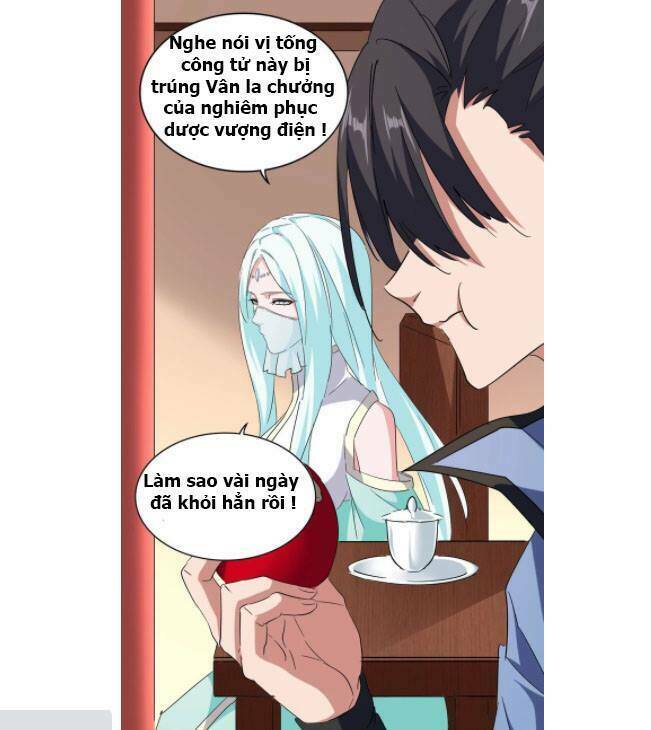 Nghe nói vị tống
công tử này bị
trúng Vân la chưởng
của nghiêm phục
dược vượng điện !
Làm sao vài ngày
đã khỏi hẳn rồi !